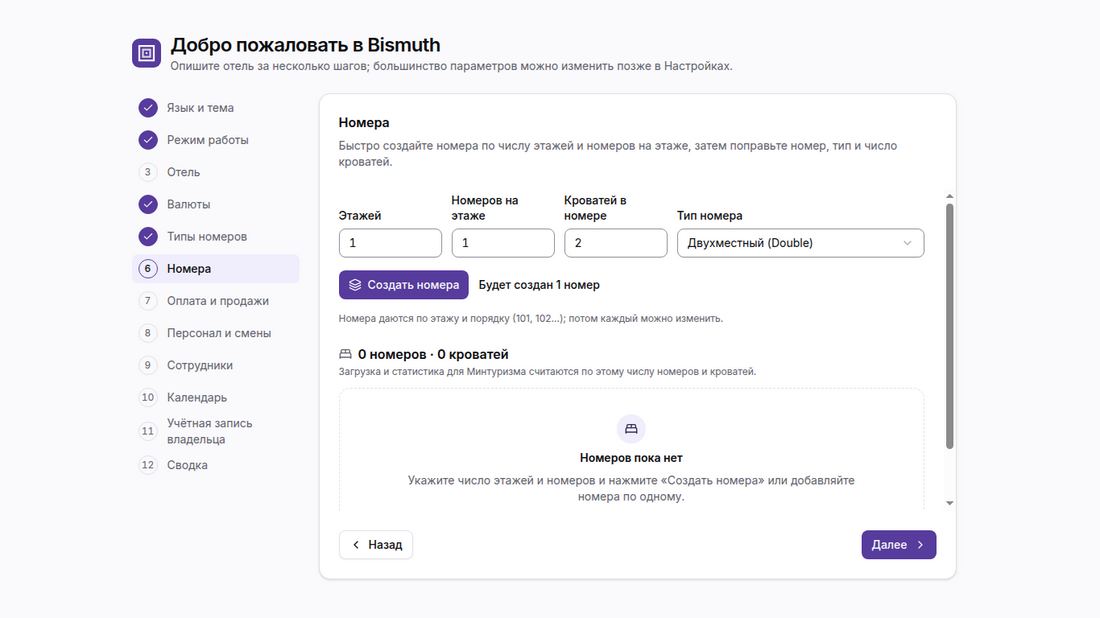 Добро пожаловать в Bismuth
Опишите отель за несколько шагов; большинство параметров можно изменить позже в Настройках.
Язык и тема
Режим работы
3 Отель
Валюты
Типы номеров
6 Номера
7 Оплата и продажи
8 Персонал и смены
9 Сотрудники
10 Календарь
11 Учётная запись
владельца
12 Сводка
Номера
Быстро создайте номера по числу этажей и номеров на этаже, затем поправьте номер, тип и число
кроватей.
Этажей
Номеров на
этаже
Кроватей в
номере
Тип номера
1
1
2
Двухместный (Double)
Создать номера
Будет создан 1 номер
Номера даются по этажу и порядку (101, 102…); потом каждый можно изменить.
0 номеров · 0 кроватей
Загрузка и статистика для Минтуризма считаются по этому числу номеров и кроватей.
Номеров пока нет
Укажите число этажей и номеров и нажмите «Создать номера» или добавляйте
номера по одному.
Назад
Далее